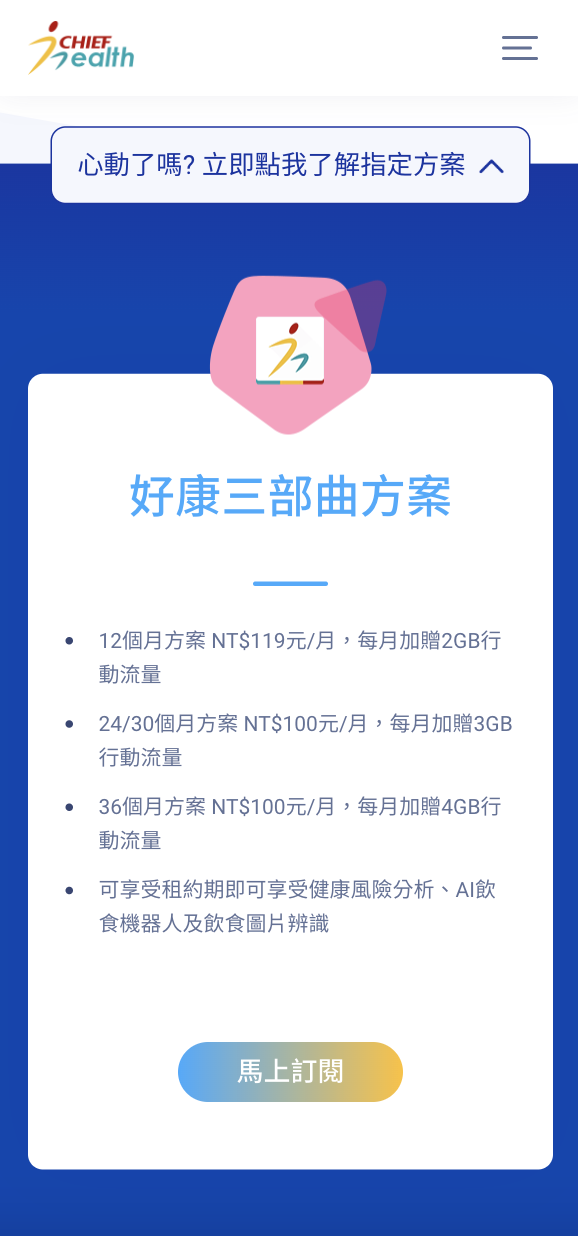 CHIEF
Health
心動了嗎? 立即點我了解指定方案
好康三部曲方案
12個月方案 NT$119元/月，每月加贈2GB行
動流量
24/30個月方案 NT$100元/月，每月加贈3GB
行動流量
36個月方案 NT$100元/月，每月加贈4GB行
動流量
可享受租約期即可享受健康風險分析、AI飲
食機器人及飲食圖片辨識
馬上訂閱